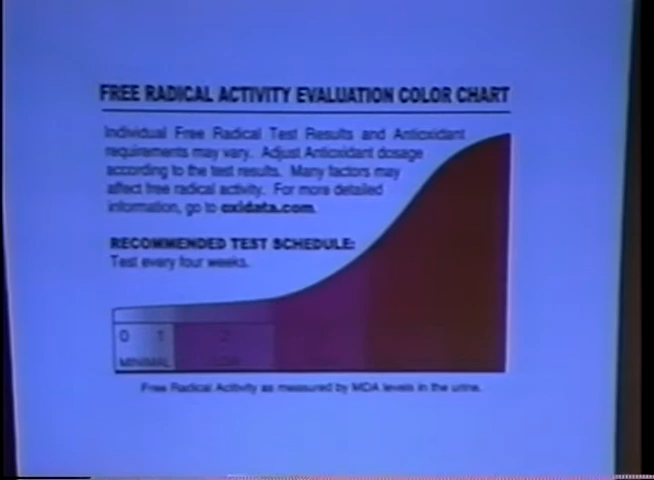 FREE RADICAL ACTIVITY EVALUATION COLOR CHART
Individual Free Radical Test Results and Antioxidant
requirements may vary. Adjust Antioxidant dosage
according to the test results. Many factors may
affect free radical activity. For more detailed
information, go to oxidata.com.
RECOMMENDED TEST SCHEDULE:
Test every four weeks.
0 1 2
MINIMAL LOW
Free Radical Activity as measured by MDA levels in the urine.